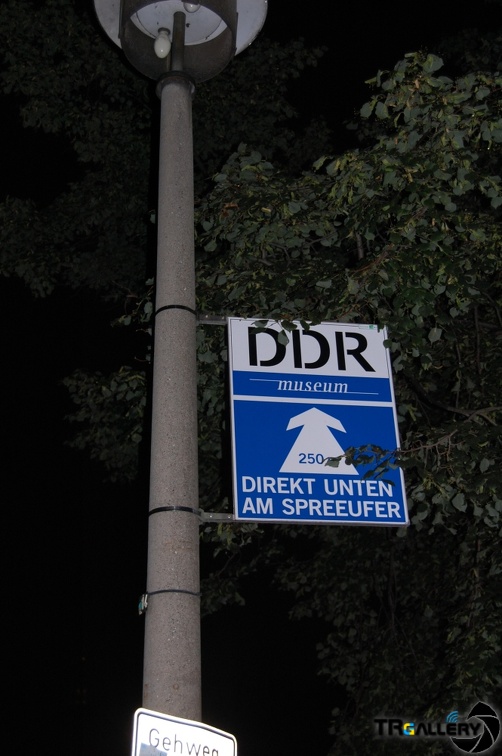 DDR
museum
250
DIREKT UNTEN
AM SPREEUFER
Gehweg
TRGALLERY